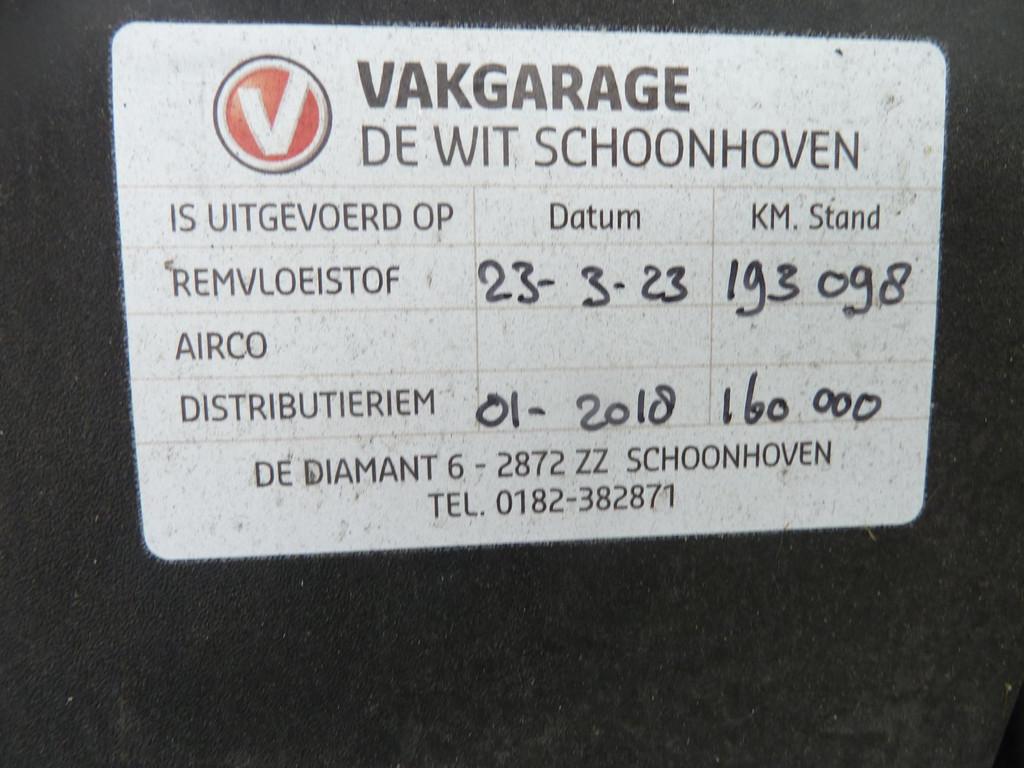 V VAKGARAGE
DE WIT SCHOONHOVEN
IS UITGEVOERD OP Datum KM. Stand
REMVLOEISTOF 23-3-23 193 098
AIRCO
DISTRIBUTIERIEM 01-2018 160 000
DE DIAMANT 6 - 2872 ZZ SCHOONHOVEN
TEL. 0182-382871